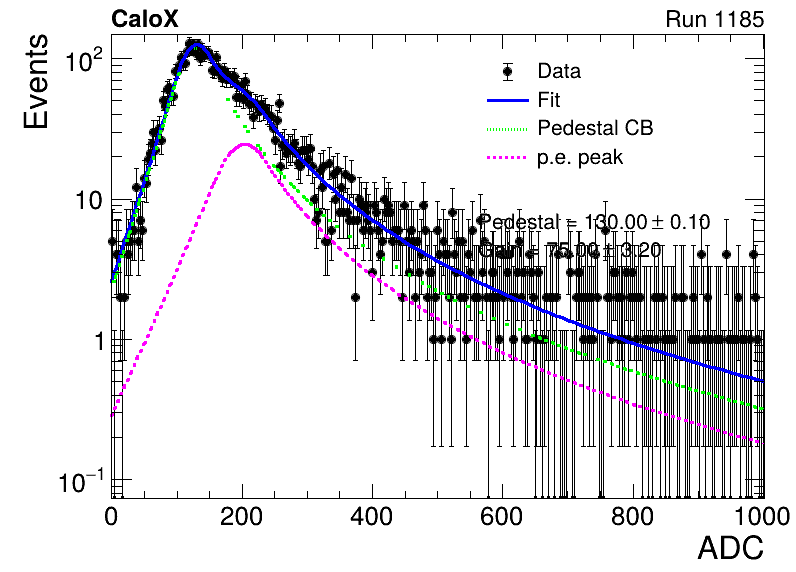 CaloX Run 1185
Events
Data
Fit
Pedestal CB
p.e. peak
Pedestal = 130.00 ± 0.10
Gain = 75.00 ± 3.20
10²
10
1
10⁻¹
0 200 400 600 800 1000
ADC